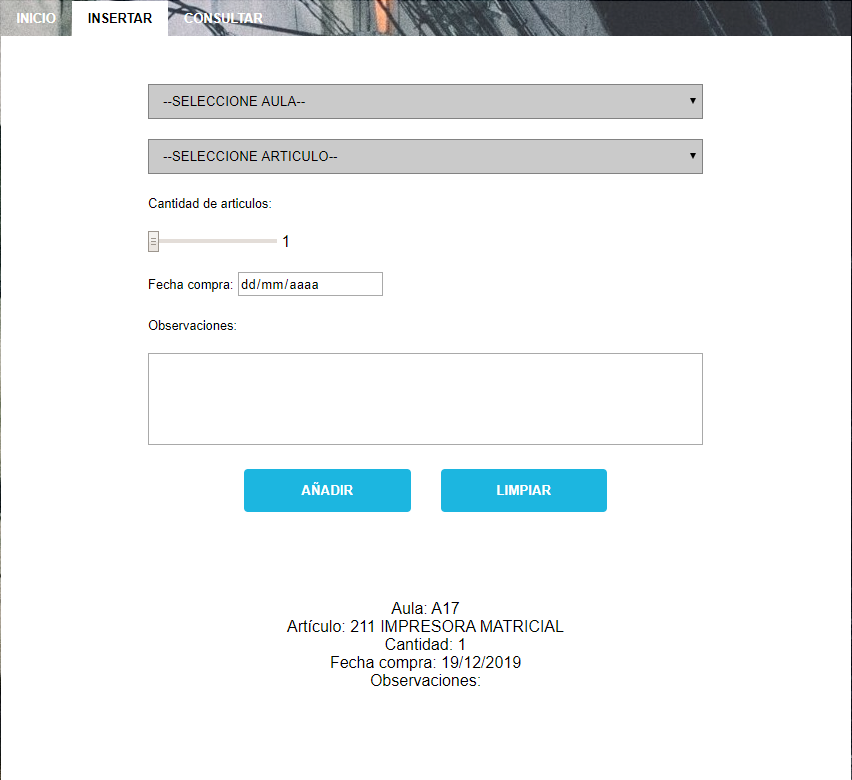 INICIO INSERTAR CONSULTAR
--SELECCIONE AULA--
--SELECCIONE ARTICULO--
Cantidad de articulos:
1
Fecha compra: dd/mm/aaaa
Observaciones:
AÑADIR LIMPIAR
Aula: A17
Artículo: 211 IMPRESORA MATRICIAL
Cantidad: 1
Fecha compra: 19/12/2019
Observaciones: